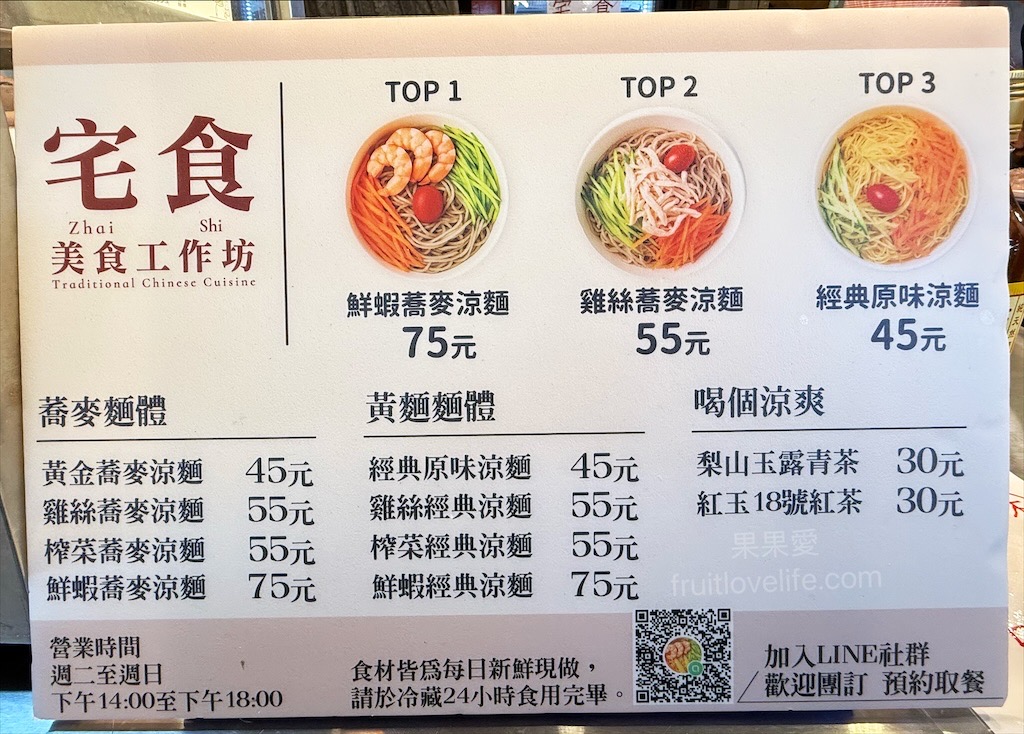 宅食
Zhai Shi
美食工作坊
Traditional Chinese Cuisine
TOP 1
鮮蝦蕎麥涼麵
75元
TOP 2
雞絲蕎麥涼麵
55元
TOP 3
經典原味涼麵
45元
蕎麥麵體
黃金蕎麥涼麵 45元
雞絲蕎麥涼麵 55元
榨菜蕎麥涼麵 55元
鮮蝦蕎麥涼麵 75元
黃麵麵體
經典原味涼麵 45元
雞絲經典涼麵 55元
榨菜經典涼麵 55元
鮮蝦經典涼麵 75元
喝個涼爽
梨山玉露青茶 30元
紅玉18號紅茶 30元
果果愛
fruitlovelife.com
營業時間
週二至週日
下午14:00至下午18:00
食材皆爲每日新鮮現做，
請於冷藏24小時食用完畢。
加入LINE社群
歡迎團訂 預約取餐